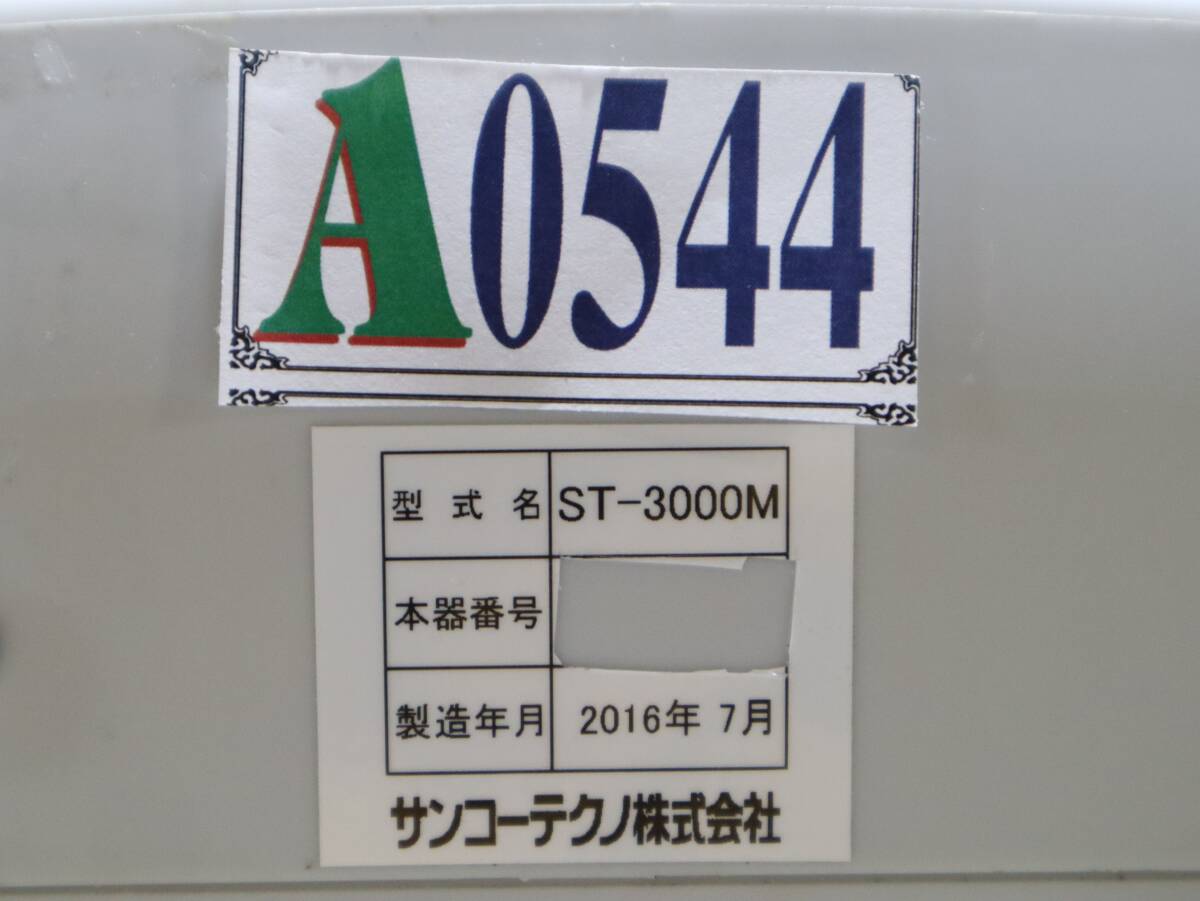 A0544
型式名 ST-3000M
本器番号
製造年月 2016年 7月
サンコーテクノ株式会社